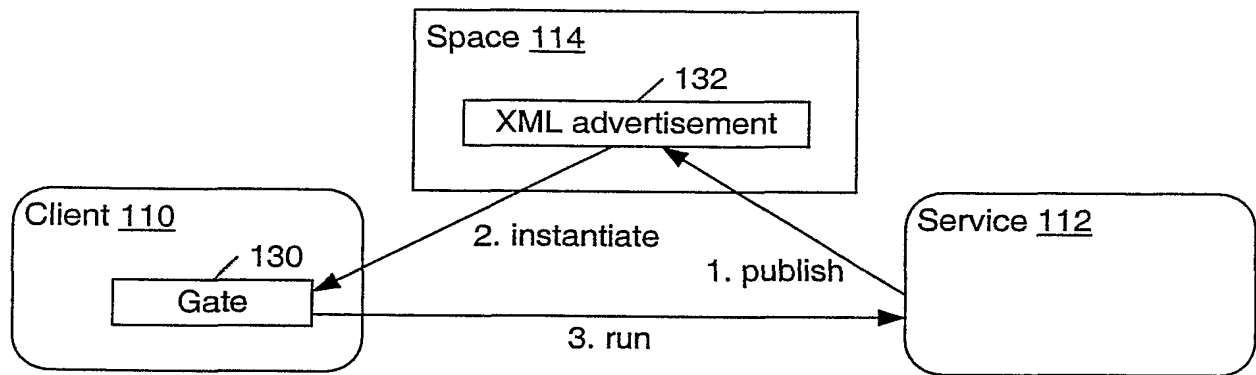 Space 114
132
XML advertisement
Client 110
2. instantiate
Service 112
130
1. publish
Gate
3. run